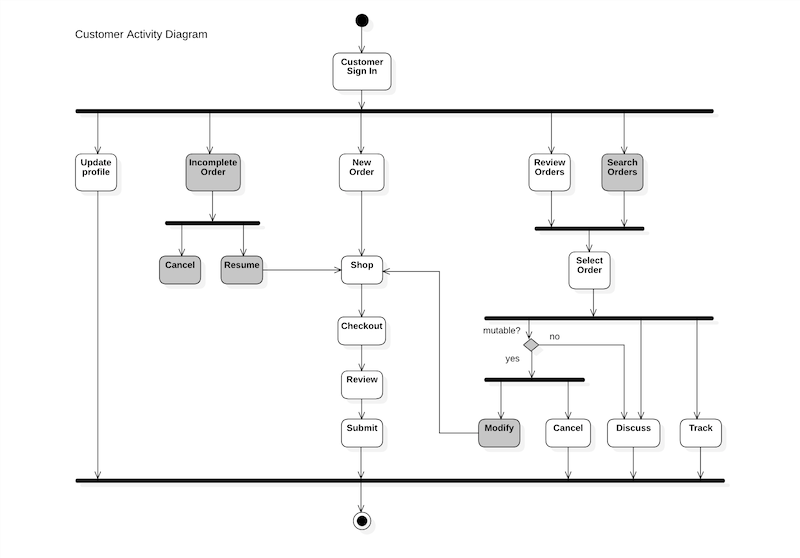 Customer Activity Diagram
Customer
Sign In
Update
profile
Incomplete
Order
New
Order
Review
Orders
Search
Orders
Cancel
Resume
Shop
Select
Order
Checkout
mutable?
no
yes
Review
Submit
Modify
Cancel
Discuss
Track